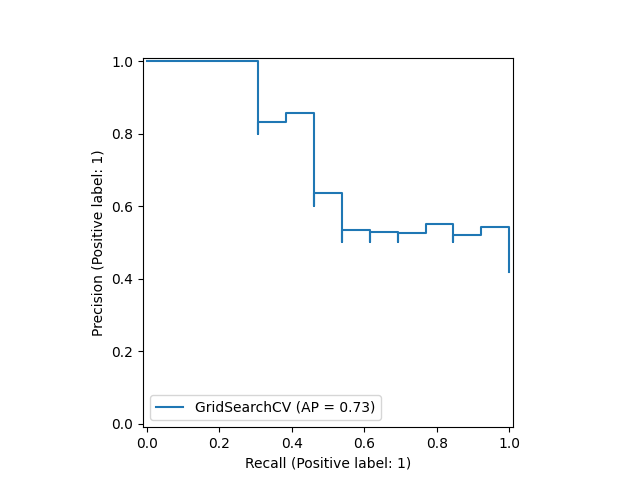 1.0
0.8
0.6
0.4
0.2
0.0
Precision (Positive label: 1)
GridSearchCV (AP = 0.73)
0.0 0.2 0.4 0.6 0.8 1.0
Recall (Positive label: 1)